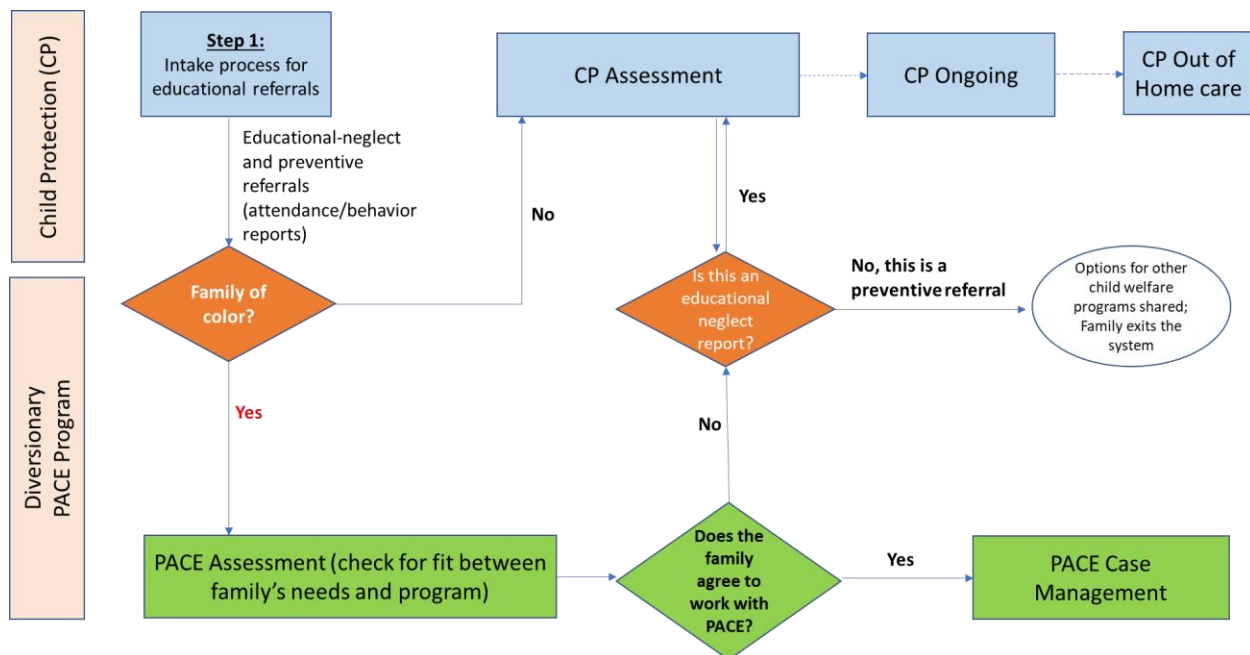 Child Protection (CP)
Step 1:
Intake process for
educational referrals
CP Assessment
CP Ongoing
CP Out of
Home care
Educational-neglect
and preventive
referrals
(attendance/behavior
reports)
No
Yes
Family of
color?
Is this an
educational
neglect
report?
No, this is a
preventive referral
Options for other
child welfare
programs shared;
Family exits the
system
Diversionary
PACE Program
Yes
No
PACE Assessment (check for fit between
family's needs and program)
Does the
family
agree to
work with
PACE?
Yes
PACE Case
Management